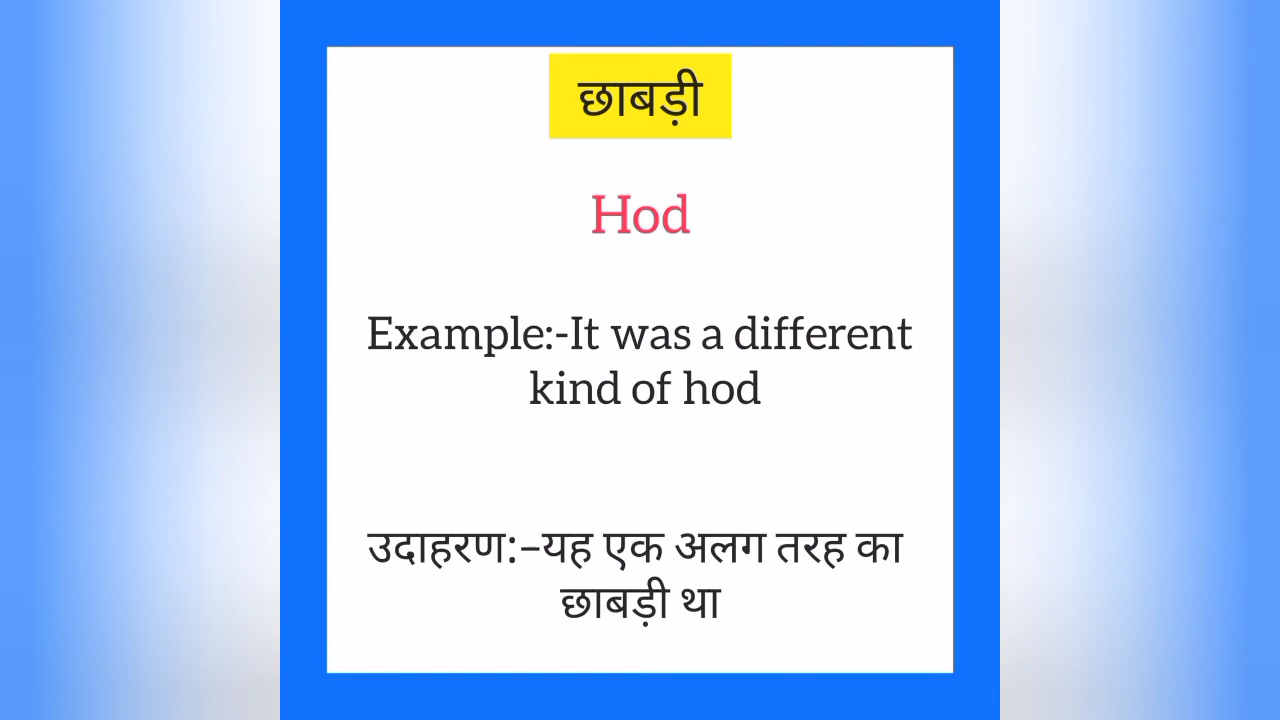 छाबड़ी
Hod
Example:-It was a different
kind of hod
उदाहरण:–यह एक अलग तरह का
छाबड़ी था